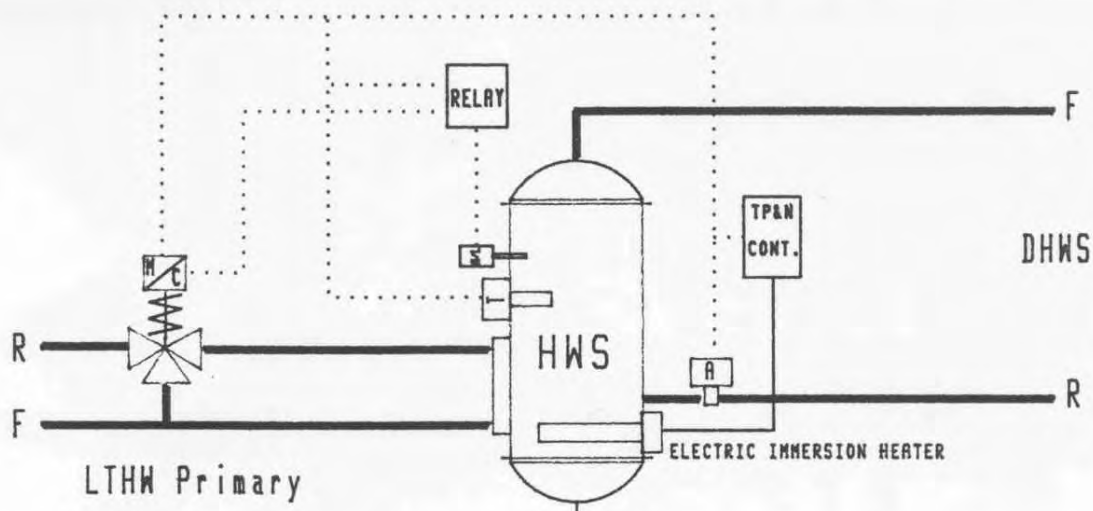 RELAY
F
TP&N
CONT.
M
C
DHWS
T
R
HWS
A
R
F
ELECTRIC IMMERSION HEATER
LTHW Primary